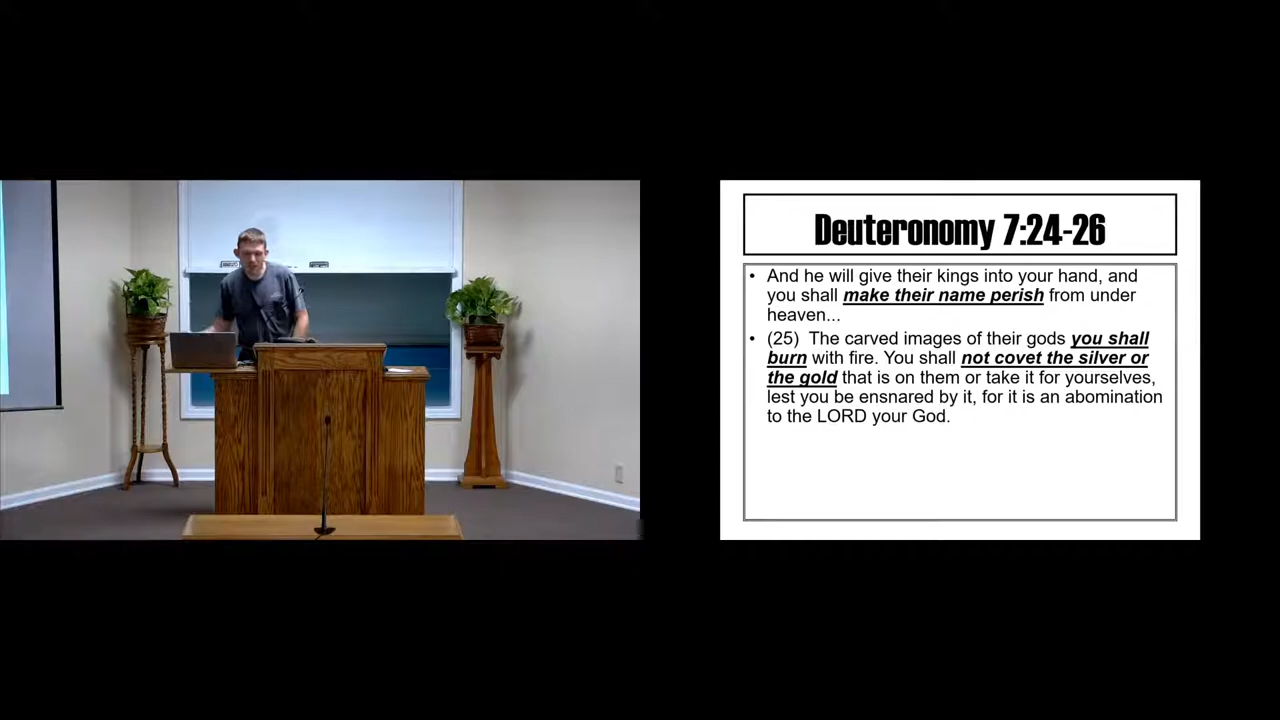 Deuteronomy 7:24-26
• And he will give their kings into your hand, and
you shall make their name perish from under
heaven...
• (25)  The carved images of their gods you shall
burn with fire. You shall not covet the silver or
the gold that is on them or take it for yourselves,
lest you be ensnared by it, for it is an abomination
to the LORD your God.